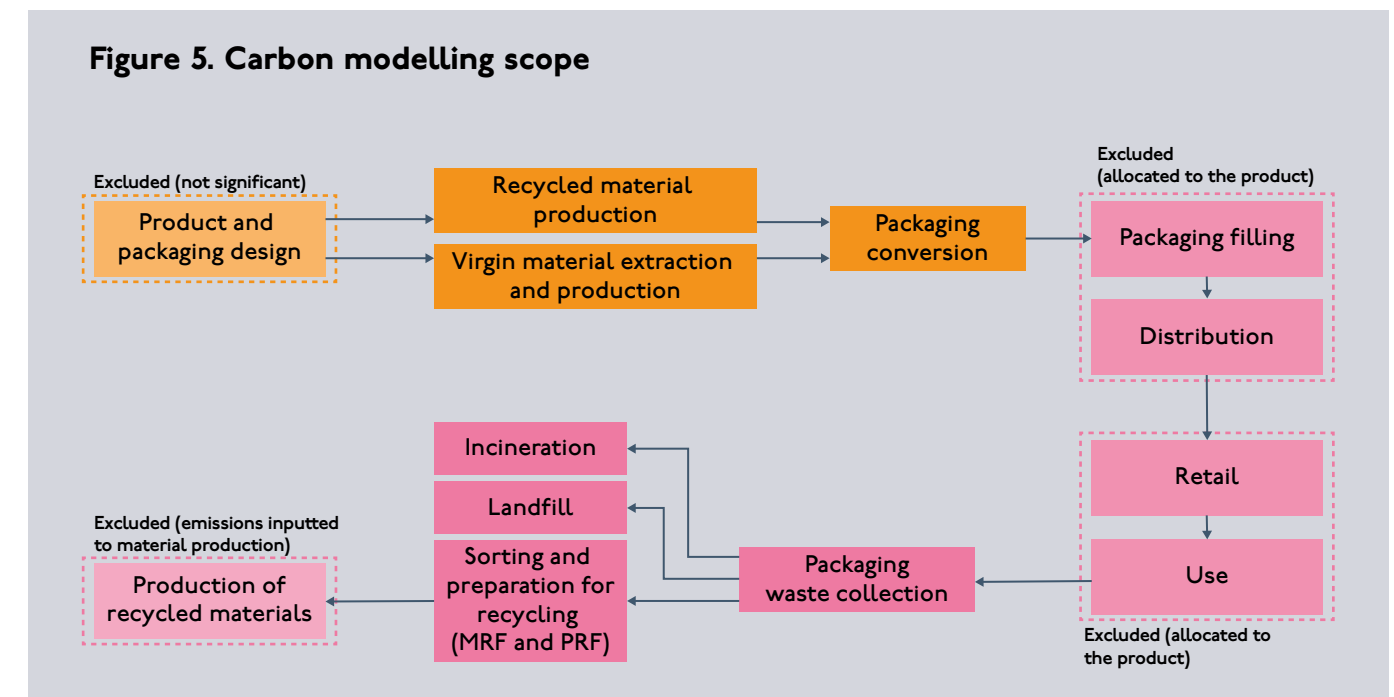 Figure 5. Carbon modelling scope
Excluded (not significant)
Product and
packaging design
Recycled material
production
Virgin material extraction
and production
Packaging
conversion
Excluded
(allocated to the product)
Packaging filling
Distribution
Retail
Use
Excluded (allocated to
the product)
Packaging
waste collection
Incineration
Landfill
Sorting and
preparation for
recycling
(MRF and PRF)
Excluded (emissions inputted
to material production)
Production of
recycled materials